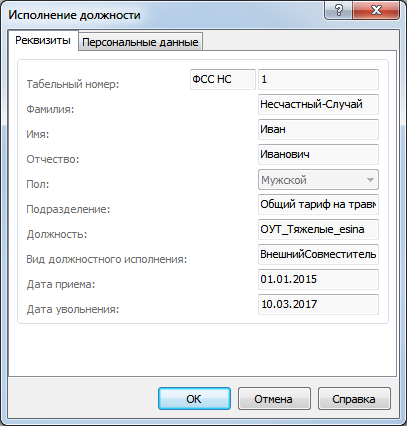 Исполнение должности
Реквизиты Персональные данные
Табельный номер: ФСС НС 1
Фамилия: Несчастный-Случай
Имя: Иван
Отчество: Иванович
Пол: Мужской
Подразделение: Общий тариф на травм
Должность: ОУТ_Тяжелые_esina
Вид должностного исполнения: ВнешнийСовместитель
Дата приема: 01.01.2015
Дата увольнения: 10.03.2017
ОК Отмена Справка